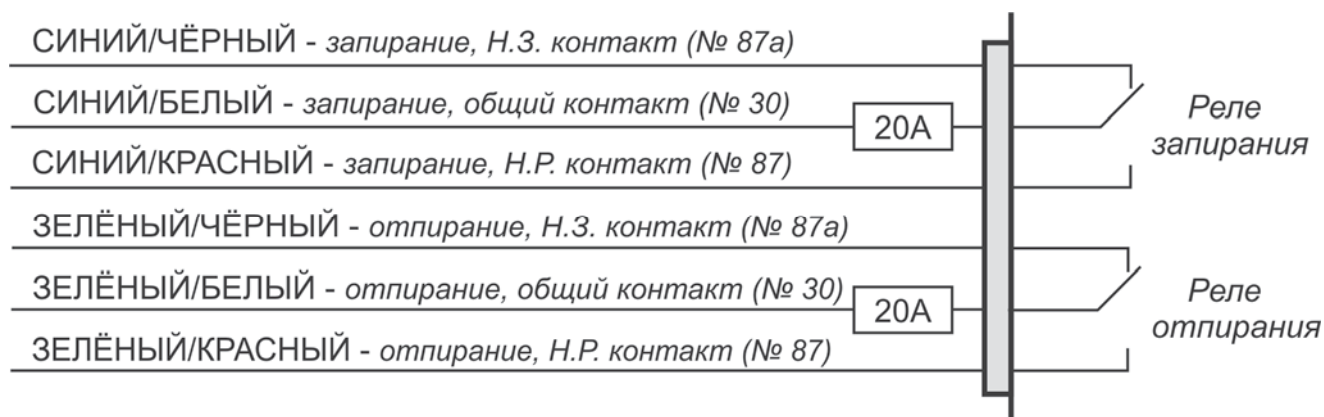 СИНИЙ/ЧЁРНЫЙ - запирание, Н.З. контакт (№ 87а)
СИНИЙ/БЕЛЫЙ - запирание, общий контакт (№ 30)
20А
СИНИЙ/КРАСНЫЙ - запирание, Н.Р. контакт (№ 87)
Реле
запирания
ЗЕЛЁНЫЙ/ЧЁРНЫЙ - отпирание, Н.З. контакт (№ 87а)
ЗЕЛЁНЫЙ/БЕЛЫЙ - отпирание, общий контакт (№ 30)
20А
ЗЕЛЁНЫЙ/КРАСНЫЙ - отпирание, Н.Р. контакт (№ 87)
Реле
отпирания